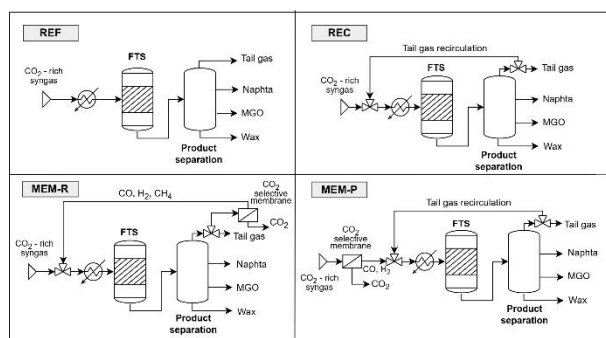 REF
FTS
CO2 - rich
syngas
Tail gas
Naphta
MGO
Wax
Product
separation
REC
Tail gas recirculation
FTS
CO2 - rich
syngas
Tail gas
Naphta
MGO
Wax
Product
separation
MEM-R
CO, H2, CH4
CO2
selective
membrane
CO2
Tail gas
FTS
CO2 - rich
syngas
Naphta
MGO
Wax
Product
separation
MEM-P
Tail gas recirculation
CO2
selective
membrane
FTS
Tail gas
CO, H2
CO2
CO2 - rich
syngas
Naphta
MGO
Wax
Product
separation